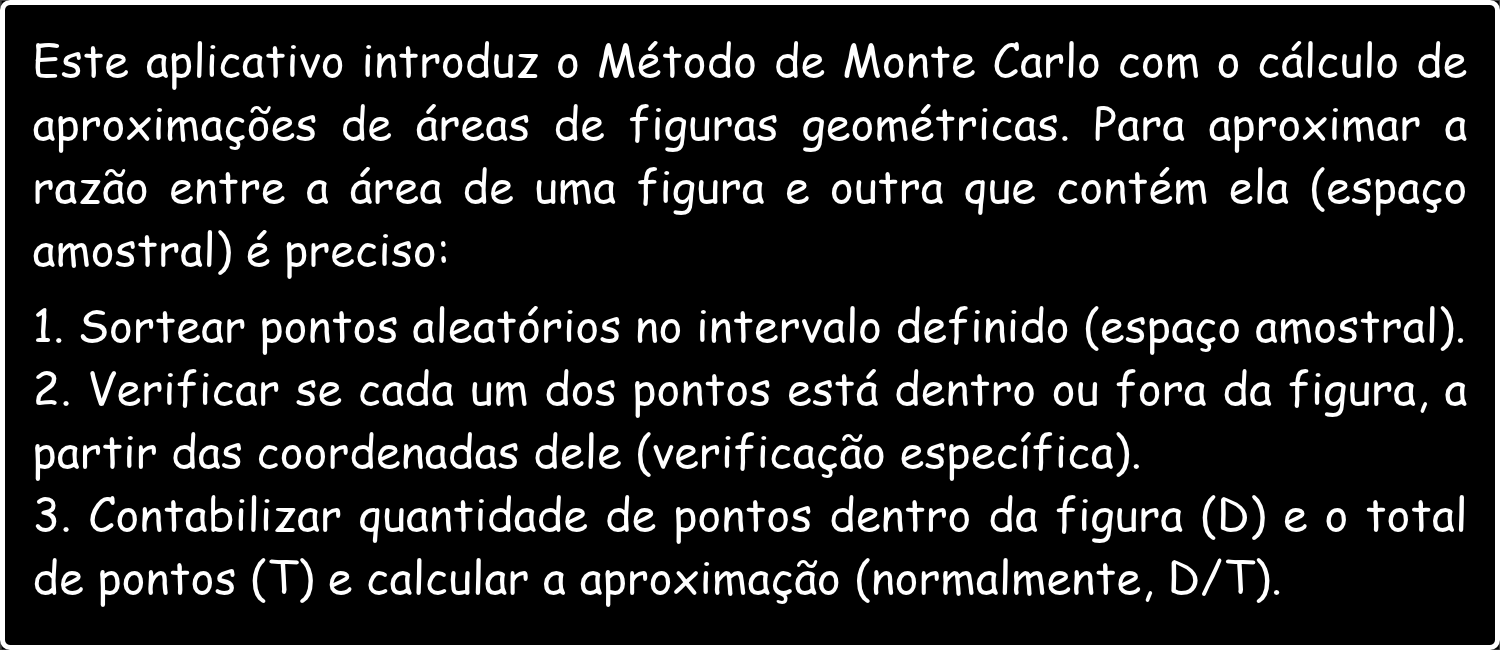 Este aplicativo introduz o Método de Monte Carlo com o cálculo de
aproximações de áreas de figuras geométricas. Para aproximar a
razão entre a área de uma figura e outra que contém ela (espaço
amostral) é preciso:
1. Sortear pontos aleatórios no intervalo definido (espaço amostral).
2. Verificar se cada um dos pontos está dentro ou fora da figura, a
partir das coordenadas dele (verificação específica).
3. Contabilizar quantidade de pontos dentro da figura (D) e o total
de pontos (T) e calcular a aproximação (normalmente, D/T).